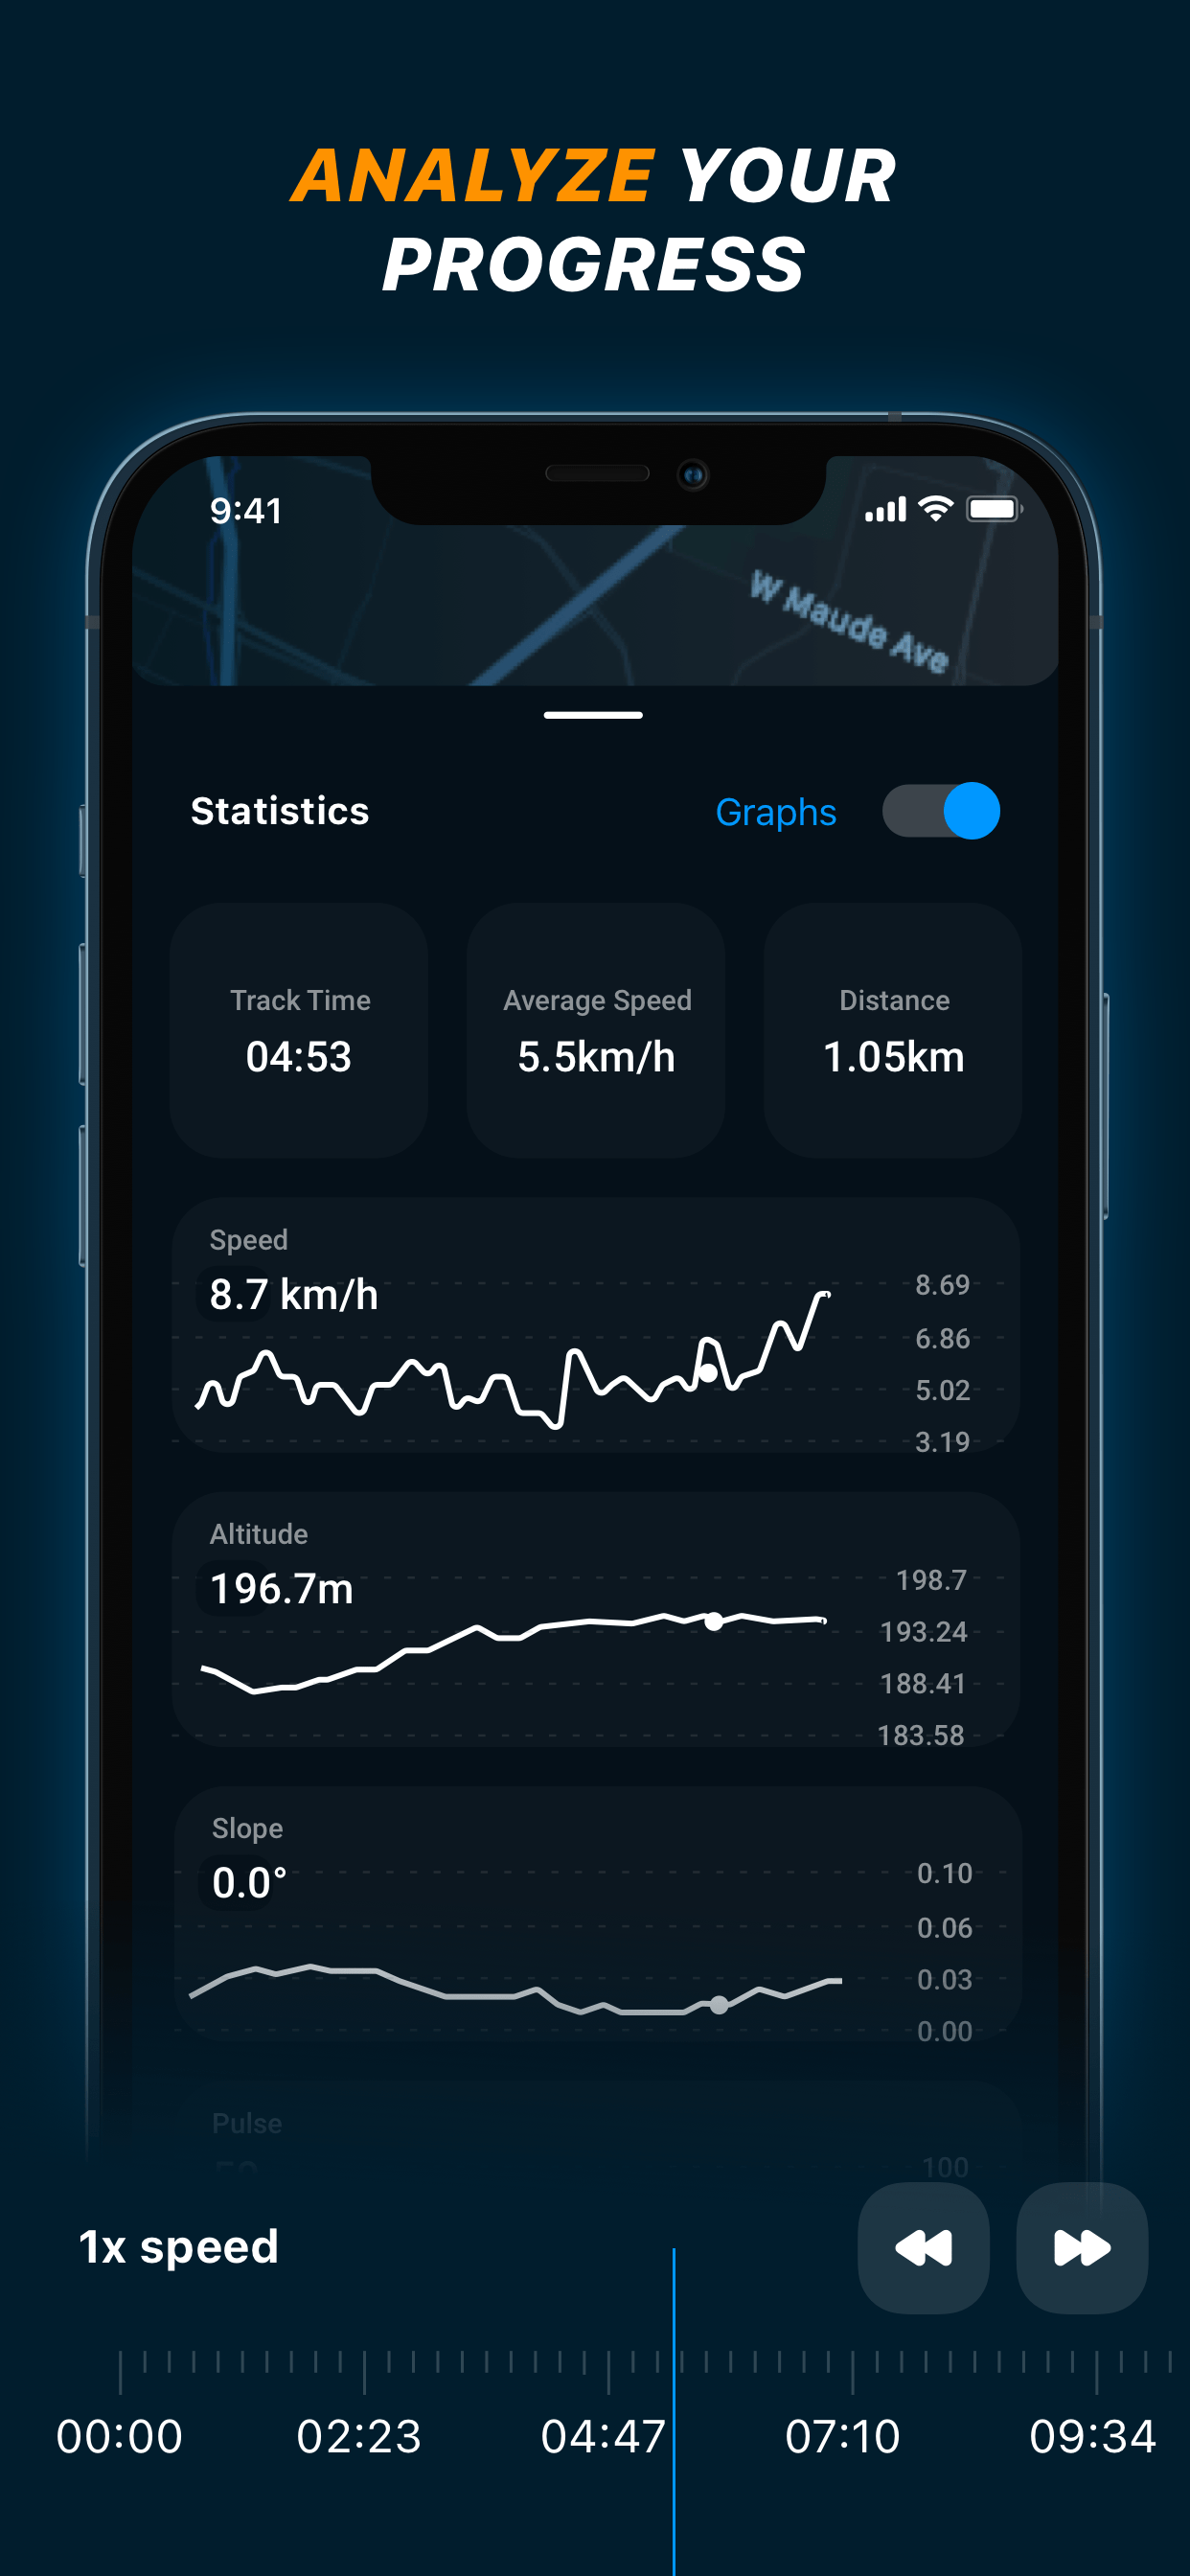 ANALYZE YOUR
PROGRESS
9:41
W Maude Ave
Statistics
Graphs
Track Time
Average Speed
Distance
04:53
5.5km/h
1.05km
Speed
8.7 km/h
8.69
6.86
5.02
3.19
Altitude
196.7m
198.7
193.24
188.41
183.58
Slope
0.0°
0.10
0.06
0.03
0.00
Pulse
100
1x speed
00:00
02:23
04:47
07:10
09:34